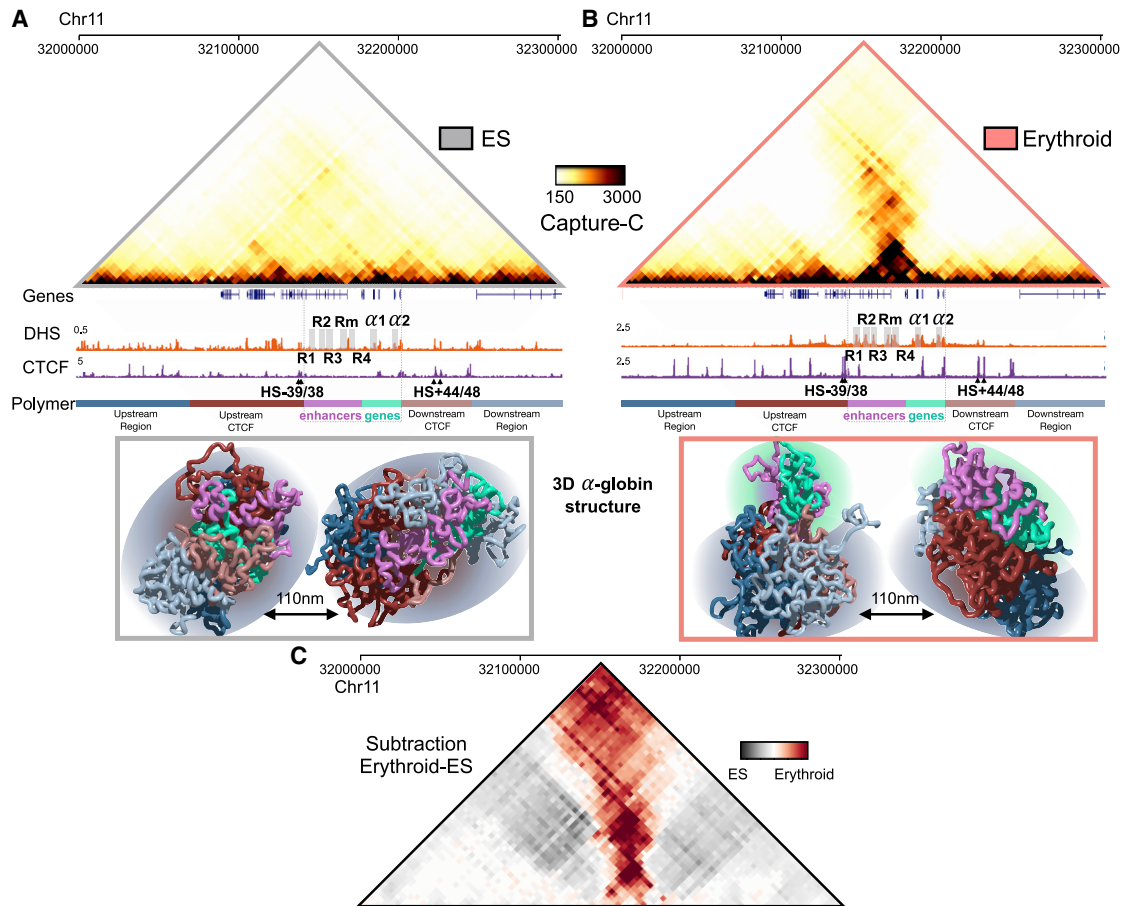 A
Chr11
32000000 32100000 32200000 32300000
ES
150 3000
Capture-C
B
Chr11
32000000 32100000 32200000 32300000
Erythroid
Genes
DHS
0.5
R2 Rm α1 α2
R1 R3 R4
CTCF
5
HS-39/38 HS+44/48
Polymer
Upstream Region
Upstream CTCF
enhancers genes
Downstream CTCF
Downstream Region
2.5
R2 Rm α1 α2
R1 R3 R4
2.5
HS-39/38 HS+44/48
Upstream Region
Upstream CTCF
enhancers genes
Downstream CTCF
Downstream Region
110nm
3D α-globin
structure
110nm
C
32000000 32100000 32200000 32300000
Chr11
Subtraction
Erythroid-ES
ES Erythroid